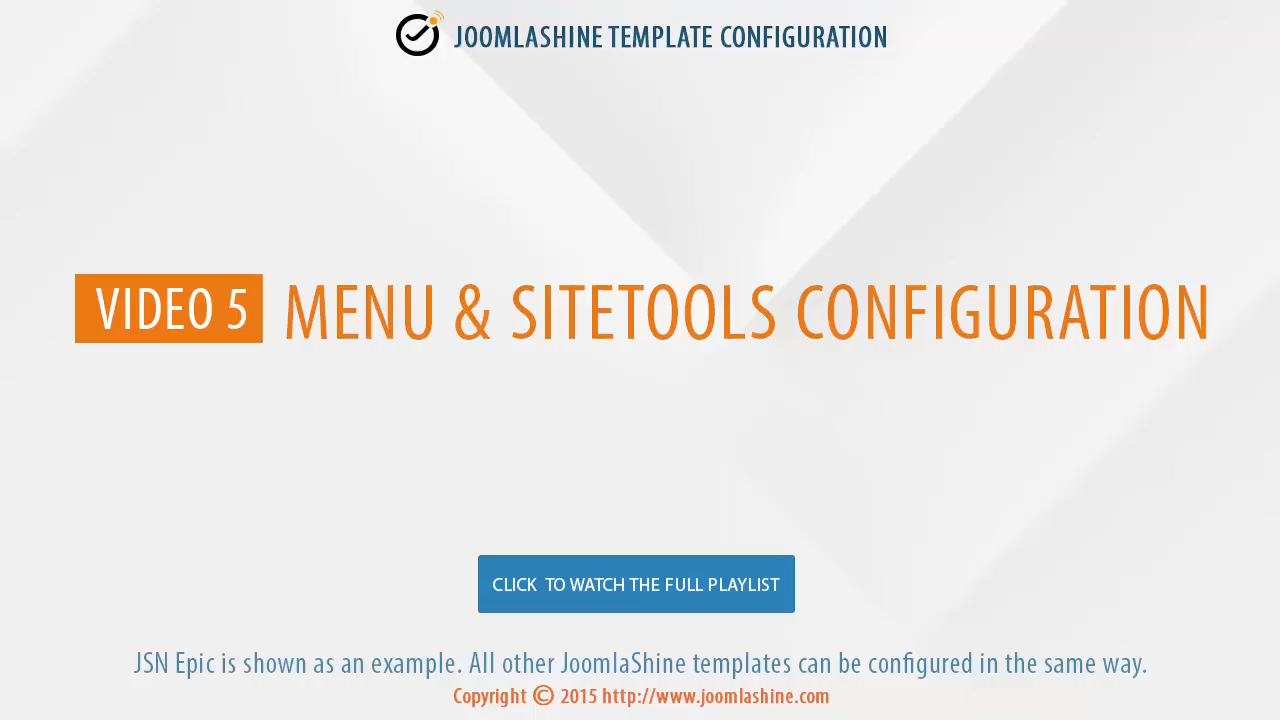 JOOMLASHINE TEMPLATE CONFIGURATION
VIDEO 5 MENU & SITETOOLS CONFIGURATION
CLICK TO WATCH THE FULL PLAYLIST
JSN Epic is shown as an example. All other JoomlaShine templates can be configured in the same way.
Copyright © 2015 http://www.joomlashine.com